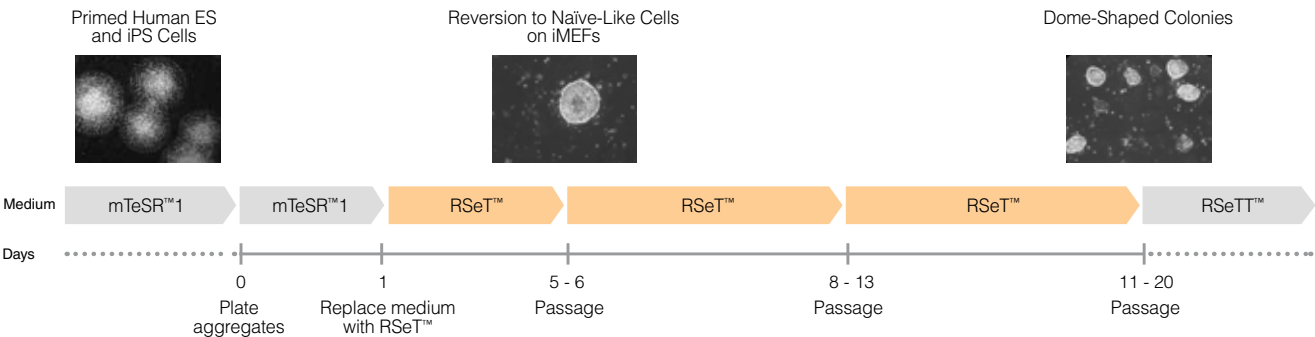 Primed Human ES
and iPS Cells
Reversion to Naïve-Like Cells
on iMEFs
Dome-Shaped Colonies
Medium
mTeSR™1
mTeSR™1
RSeT™
RSeT™
RSeT™
RSeTT™
Days
0
1
5 - 6
8 - 13
11 - 20
Plate
aggregates
Replace medium
with RSeT™
Passage
Passage
Passage